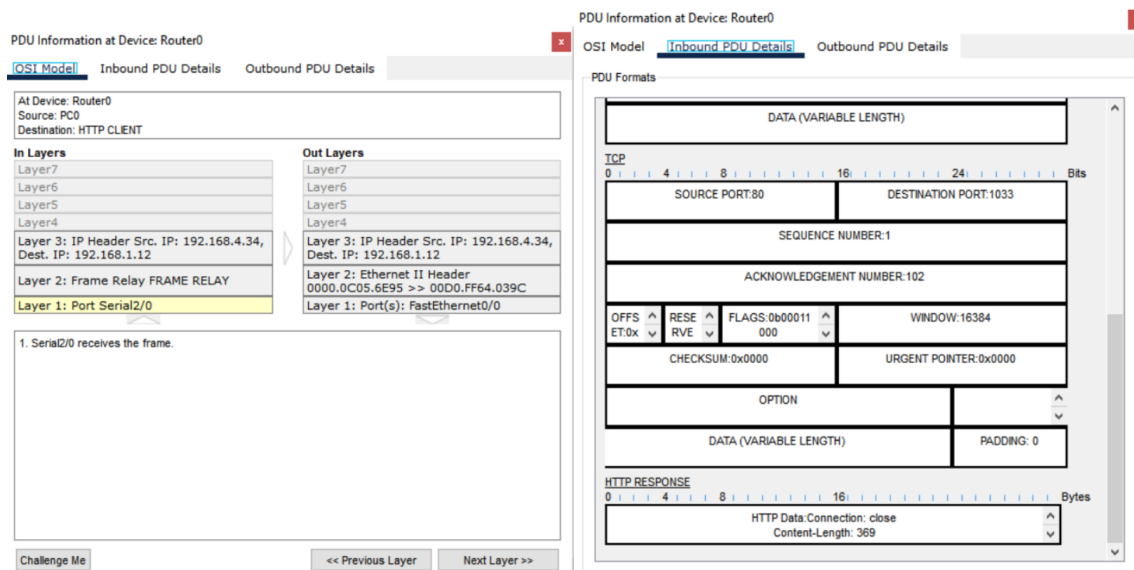 PDU Information at Device: Router0
x
OSI Model Inbound PDU Details Outbound PDU Details
At Device: Router0
Source: PC0
Destination: HTTP CLIENT
In Layers
Layer7
Layer6
Layer5
Layer4
Layer 3: IP Header Src. IP: 192.168.4.34,
Dest. IP: 192.168.1.12
Layer 2: Frame Relay FRAME RELAY
Layer 1: Port Serial2/0
Out Layers
Layer7
Layer6
Layer5
Layer4
Layer 3: IP Header Src. IP: 192.168.4.34,
Dest. IP: 192.168.1.12
Layer 2: Ethernet II Header
0000.0C05.6E95 >> 00D0.FF64.039C
Layer 1: Port(s): FastEthernet0/0
1. Serial2/0 receives the frame.
Challenge Me << Previous Layer Next Layer >>
PDU Information at Device: Router0
OSI Model Inbound PDU Details Outbound PDU Details
PDU Formats
DATA (VARIABLE LENGTH)
TCP
0 4 8 16 24 Bits
SOURCE PORT:80 DESTINATION PORT:1033
SEQUENCE NUMBER:1
ACKNOWLEDGEMENT NUMBER:102
OFFS
ET:0x
RESE
RVE
FLAGS:0b00011
000
WINDOW:16384
CHECKSUM:0x0000 URGENT POINTER:0x0000
OPTION
DATA (VARIABLE LENGTH) PADDING: 0
HTTP RESPONSE
0 4 8 16 Bytes
HTTP Data:Connection: close
Content-Length: 369